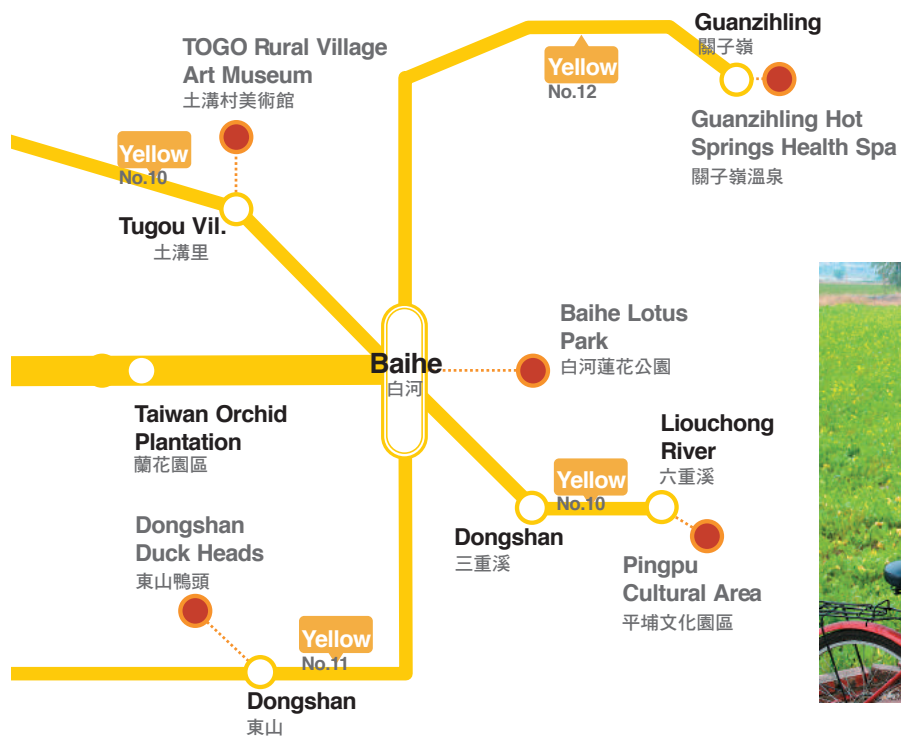 Guanzihling
關子嶺
TOGO Rural Village
Art Museum
土溝村美術館
Yellow
No.12
Guanzihling Hot
Springs Health Spa
關子嶺溫泉
Yellow
No.10
Tugou Vil.
土溝里
Baihe Lotus
Park
白河蓮花公園
Baihe
白河
Taiwan Orchid
Plantation
蘭花園區
Liouchong
River
六重溪
Yellow
No.10
Dongshan
三重溪
Dongshan
Duck Heads
東山鴨頭
Pingpu
Cultural Area
平埔文化園區
Yellow
No.11
Dongshan
東山